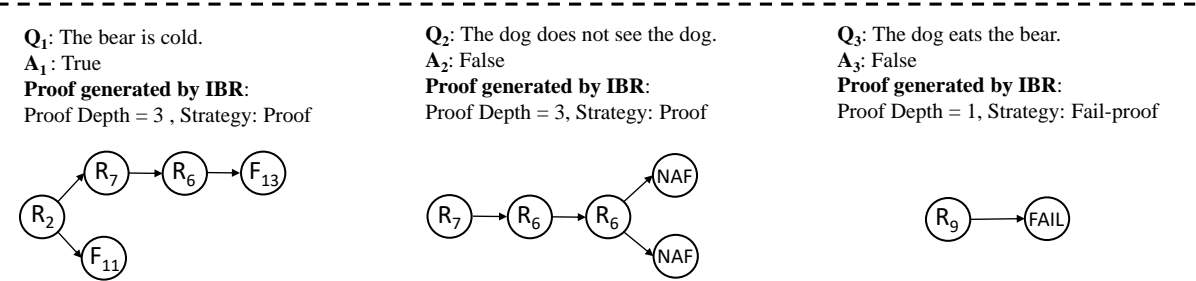 Q1: The bear is cold.
A1 : True
Proof generated by IBR:
Proof Depth = 3 , Strategy: Proof
R2
R7
R6
F13
F11
Q2: The dog does not see the dog.
A2: False
Proof generated by IBR:
Proof Depth = 3, Strategy: Proof
R7
R6
R6
NAF
NAF
Q3: The dog eats the bear.
A3: False
Proof generated by IBR:
Proof Depth = 1, Strategy: Fail-proof
R9
FAIL